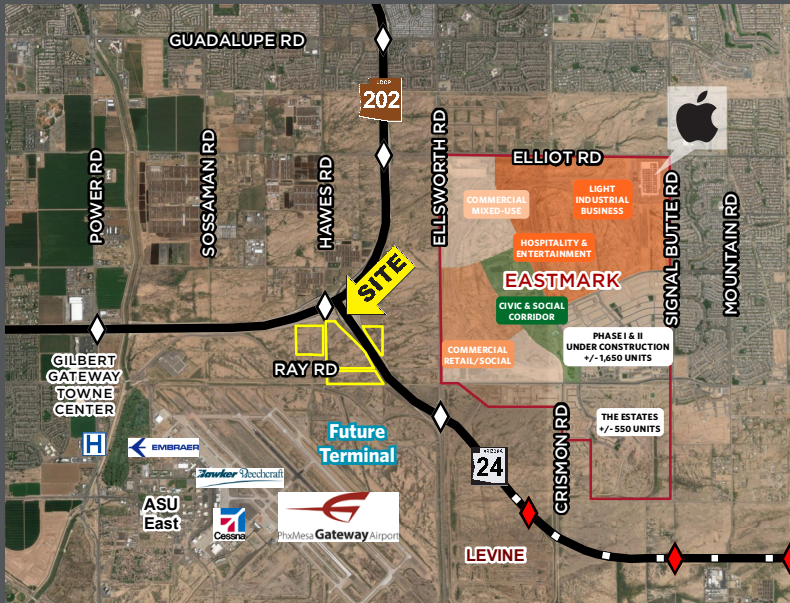 GUADALUPE RD
LOOP
202
POWER RD
SOSSAMAN RD
HAWES RD
ELLSWORTH RD
ELLIOT RD
SIGNAL BUTTE RD
MOUNTAIN RD
COMMERCIAL
MIXED-USE
LIGHT
INDUSTRIAL
BUSINESS
HOSPITALITY &
ENTERTAINMENT
EASTMARK
CIVIC & SOCIAL
CORRIDOR
SITE
PHASE I & II
UNDER CONSTRUCTION
+/- 1,650 UNITS
COMMERCIAL
RETAIL/SOCIAL
GILBERT
GATEWAY
TOWNE
CENTER
RAY RD
THE ESTATES
+/- 550 UNITS
CRISMON RD
H
EMBRAER
Future
Terminal
ARIZONA
24
Hawker Beechcraft
ASU
East
Cessna
PhxMesa Gateway Airport
LEVINE